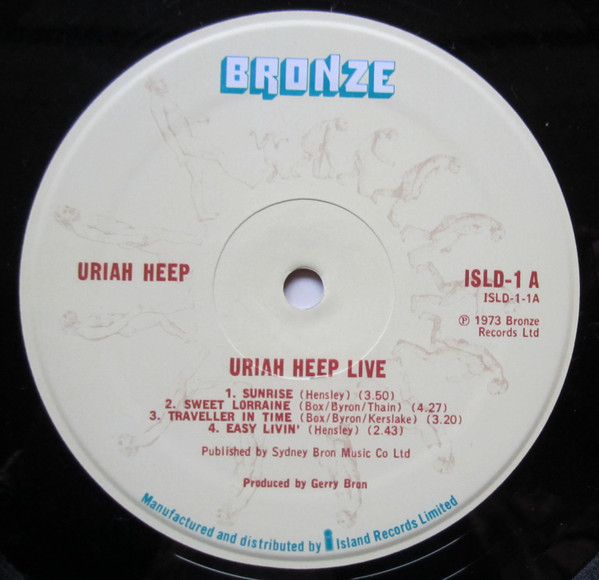 BRONZE
URIAH HEEP
ISLD-1 A
ISLD-1-1A
℗ 1973 Bronze
Records Ltd
URIAH HEEP LIVE
1. SUNRISE (Hensley) (3.50)
2. SWEET LORRAINE (Box/Byron/Thain) (4.27)
3. TRAVELLER IN TIME (Box/Byron/Kerslake) (3.20)
4. EASY LIVIN' (Hensley) (2.43)
Published by Sydney Bron Music Co Ltd
Produced by Gerry Bron
Manufactured and distributed by i Island Records Limited